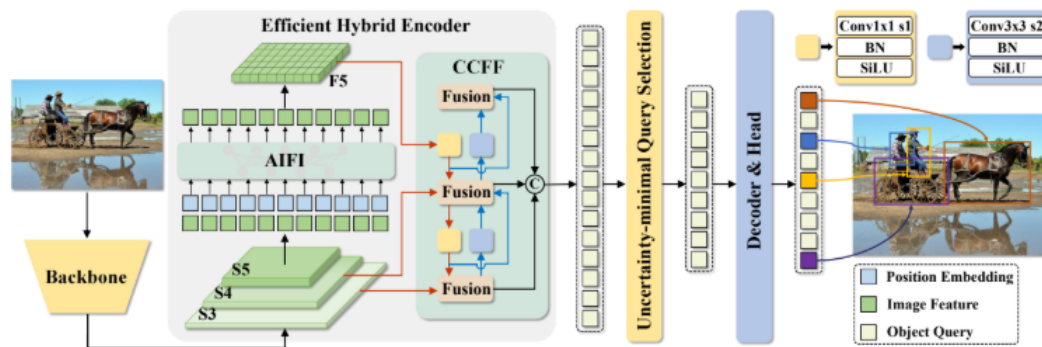 Efficient Hybrid Encoder
F5
AIFI
S5
S4
S3
Backbone
CCFF
Fusion
Fusion
Fusion
C
Uncertainty-minimal Query Selection
Decoder & Head
Conv1x1 s1
BN
SiLU
Conv3x3 s2
BN
SiLU
Position Embedding
Image Feature
Object Query